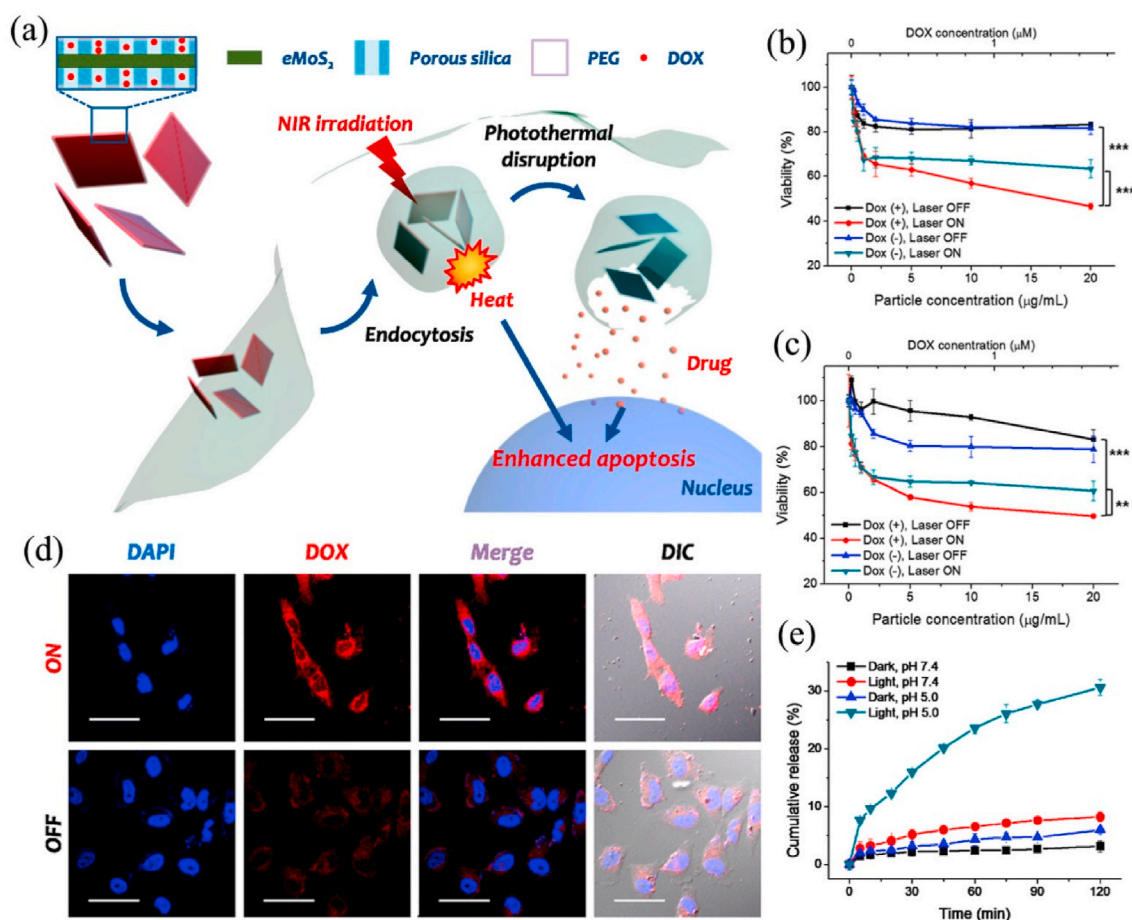 (a)
eMoS₂
Porous silica
PEG
DOX
NIR irradiation
Photothermal
disruption
Heat
Endocytosis
Drug
Enhanced apoptosis
Nucleus
(b)
DOX concentration (μM)
0 1
100
80
60
40
20
Viability (%)
Dox (+), Laser OFF
Dox (+), Laser ON
Dox (-), Laser OFF
Dox (-), Laser ON
***
***
0 5 10 15 20
Particle concentration (μg/mL)
(c)
DOX conentration (μM)
0 1
100
80
60
40
20
Viability (%)
Dox (+), Laser OFF
Dox (+), Laser ON
Dox (-), Laser OFF
Dox (-), Laser ON
***
**
0 5 10 15 20
Particle concentration (μg/mL)
(d)
DAPI DOX Merge DIC
ON
OFF
(e)
Dark, pH 7.4
Light, pH 7.4
Dark, pH 5.0
Light, pH 5.0
30
20
10
0
Cumulative release (%)
0 30 60 90 120
Time (min)